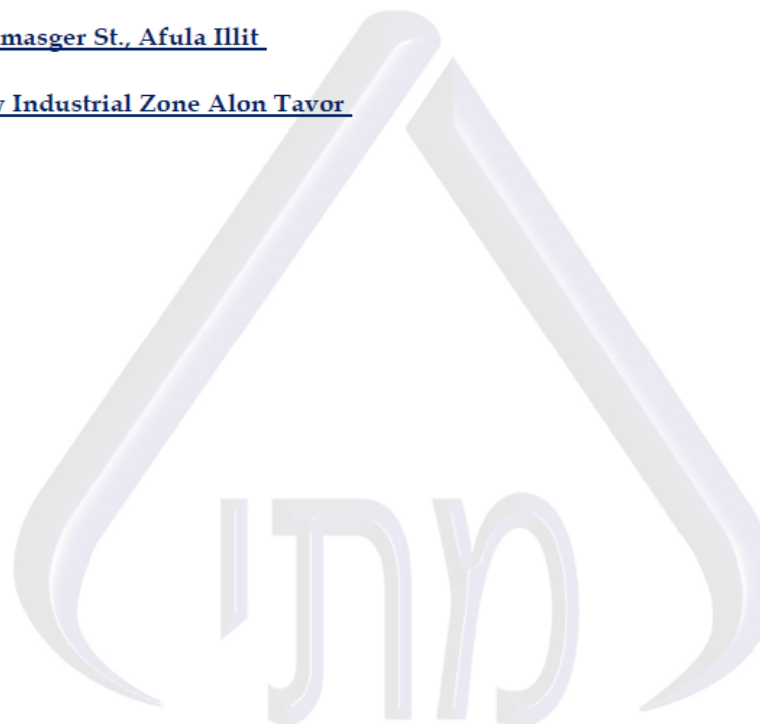 masger St., Afula Illit
Industrial Zone Alon Tavor
מתי